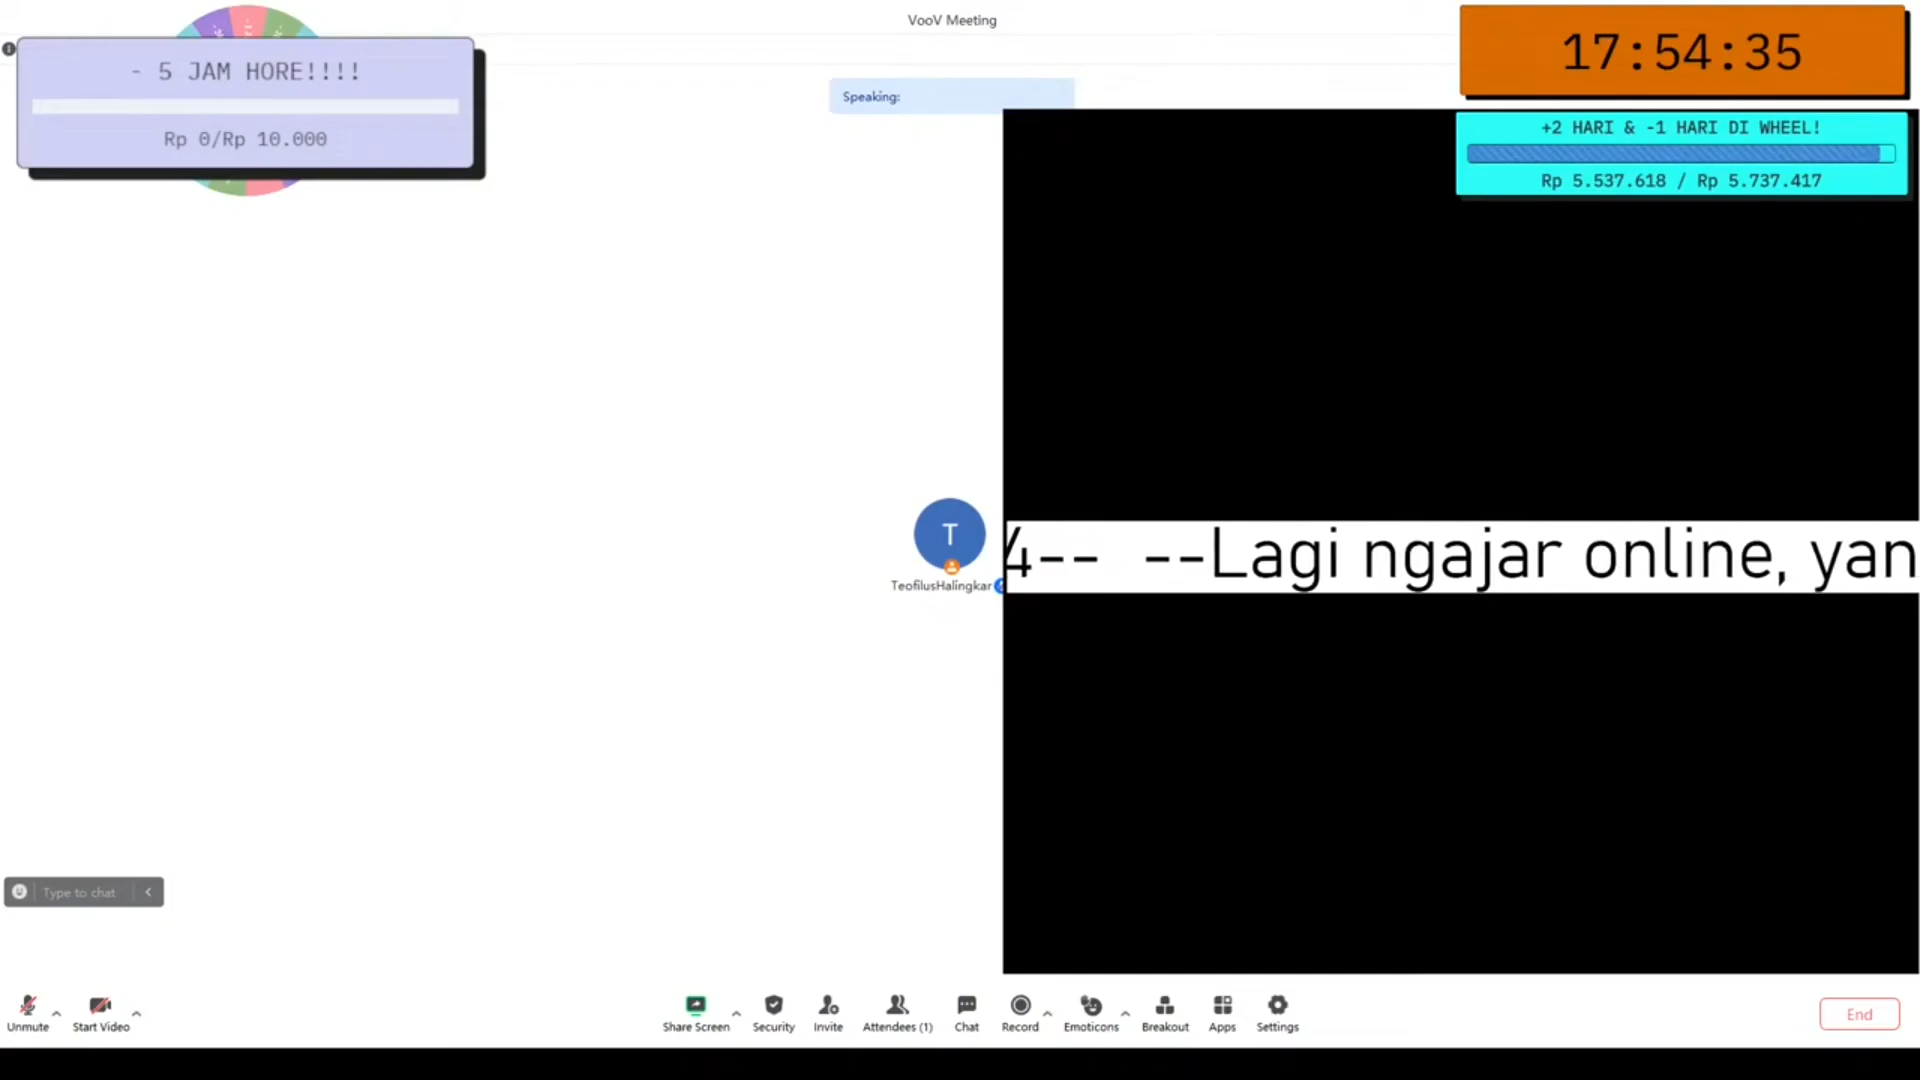 VooV Meeting
- 5 JAM HORE!!!!
Rp 0/Rp 10.000
17:54:35
Speaking:
+2 HARI & -1 HARI DI WHEEL!
Rp 5.537.618 / Rp 5.737.417
T
TeofilusHalingkar
4-- --Lagi ngajar online, yan
Type to chat
Unmute
Start Video
Share Screen
Security
Invite
Attendees (1)
Chat
Record
Emoticons
Breakout
Apps
Settings
End